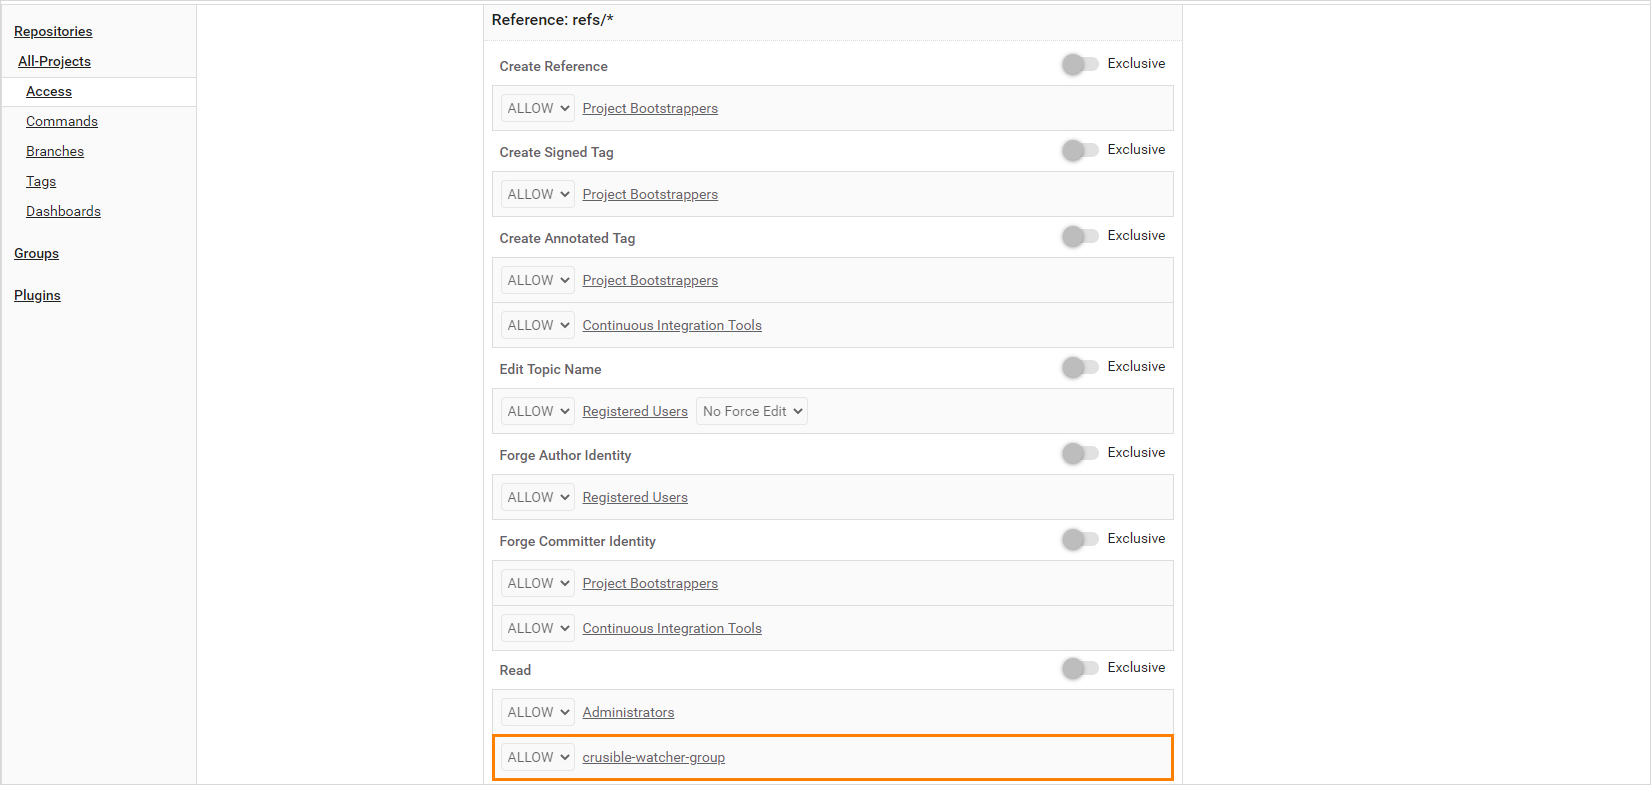 Repositories
All-Projects
Access
Commands
Branches
Tags
Dashboards
Groups
Plugins
Reference: refs/*
Create Reference
Exclusive
ALLOW Project Bootstrappers
Create Signed Tag
Exclusive
ALLOW Project Bootstrappers
Create Annotated Tag
Exclusive
ALLOW Project Bootstrappers
ALLOW Continuous Integration Tools
Edit Topic Name
Exclusive
ALLOW Registered Users No Force Edit
Forge Author Identity
Exclusive
ALLOW Registered Users
Forge Committer Identity
Exclusive
ALLOW Project Bootstrappers
ALLOW Continuous Integration Tools
Read
Exclusive
ALLOW Administrators
ALLOW crusible-watcher-group